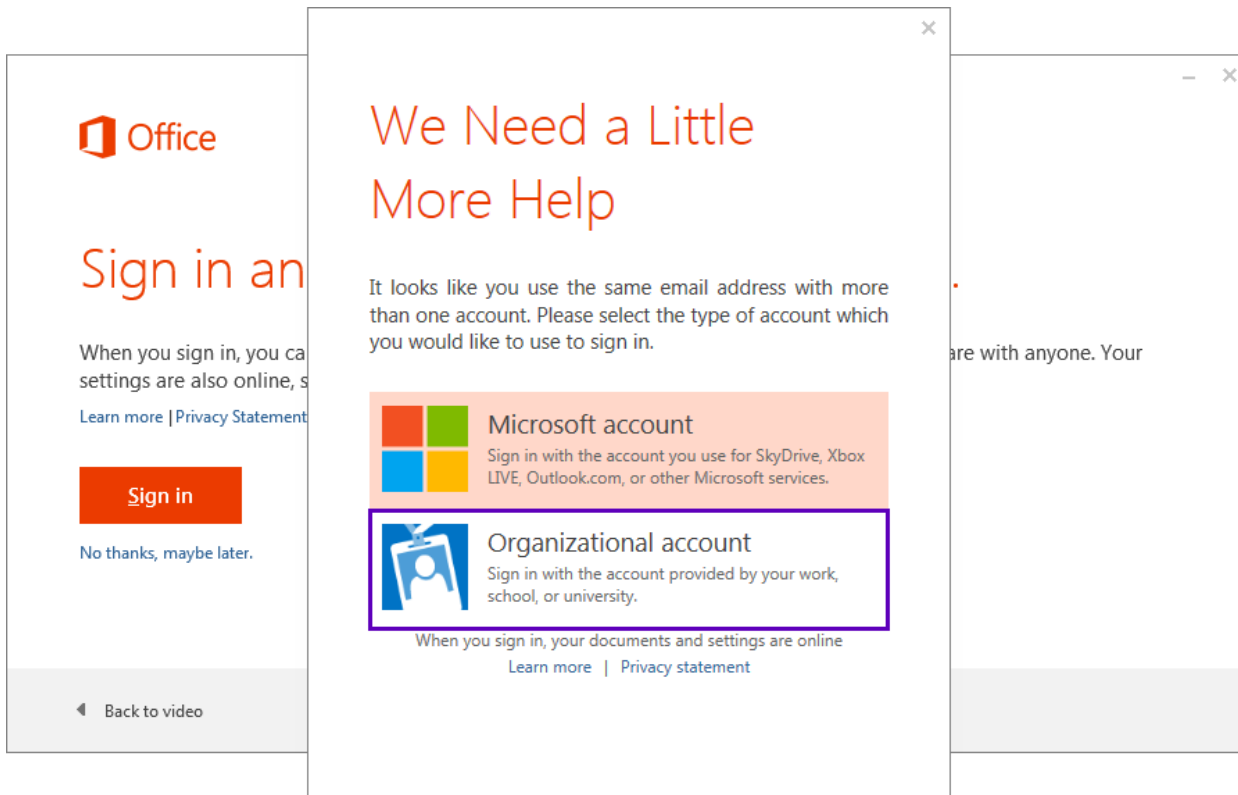 Office
Sign in an
.
When you sign in, you ca
are with anyone. Your
settings are also online, s
Learn more | Privacy Statement
Sign in
No thanks, maybe later.
Back to video
We Need a Little
More Help
It looks like you use the same email address with more
than one account. Please select the type of account which
you would like to use to sign in.
Microsoft account
Sign in with the account you use for SkyDrive, Xbox
LIVE, Outlook.com, or other Microsoft services.
Organizational account
Sign in with the account provided by your work,
school, or university.
When you sign in, your documents and settings are online
Learn more | Privacy statement